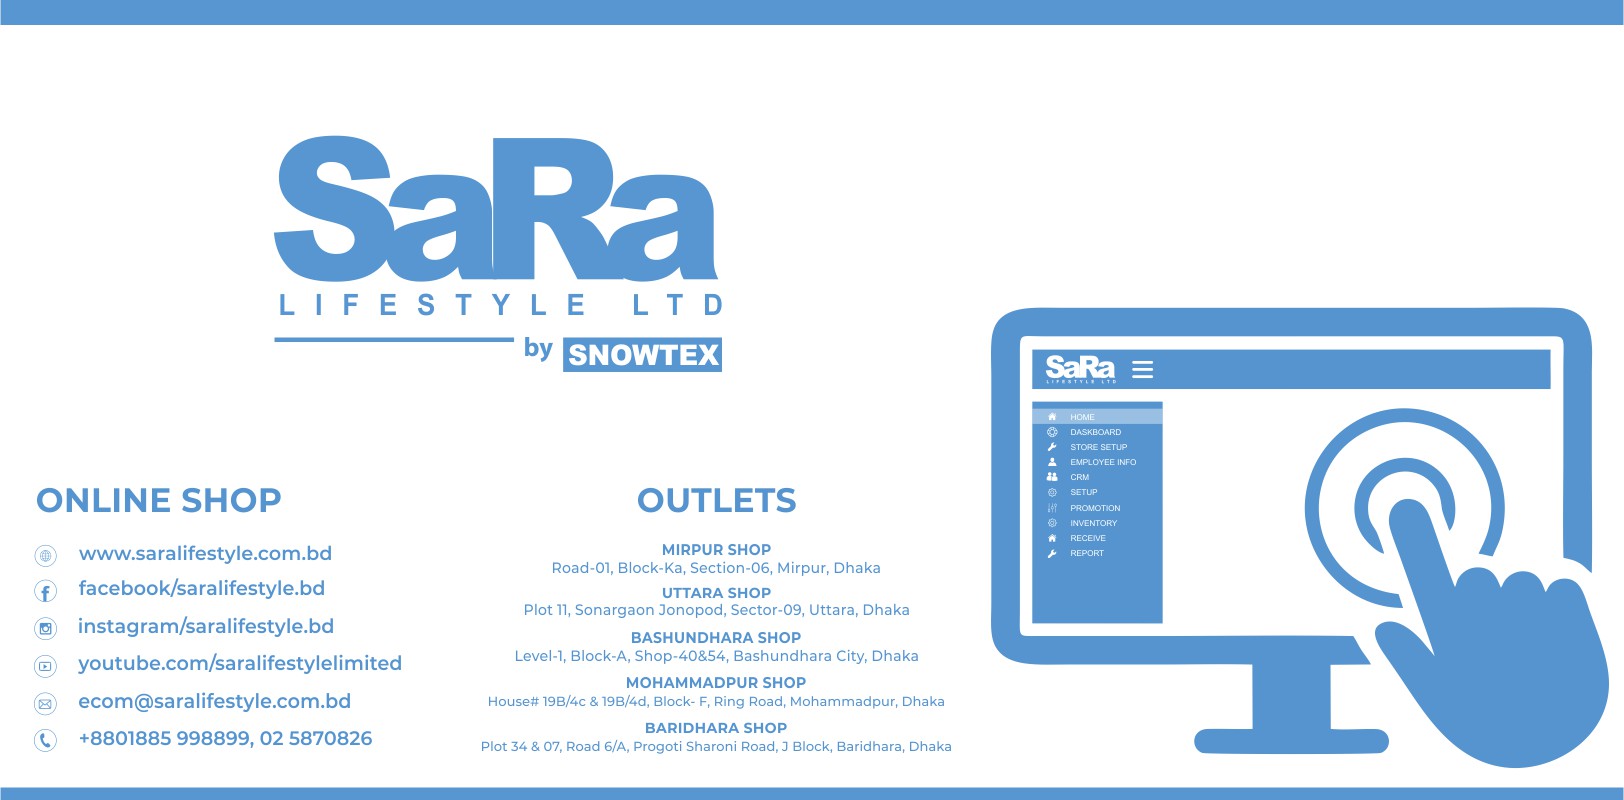 SaRa
LIFESTYLE LTD
by SNOWTEX
ONLINE SHOP
www.saralifestyle.com.bd
facebook/saralifestyle.bd
instagram/saralifestyle.bd
youtube.com/saralifestylelimited
ecom@saralifestyle.com.bd
+8801885 998899, 02 5870826
OUTLETS
MIRPUR SHOP
Road-01, Block-Ka, Section-06, Mirpur, Dhaka
UTTARA SHOP
Plot 11, Sonargaon Jonopod, Sector-09, Uttara, Dhaka
BASHUNDHARA SHOP
Level-1, Block-A, Shop-40&54, Bashundhara City, Dhaka
MOHAMMADPUR SHOP
House# 19B/4c & 19B/4d, Block- F, Ring Road, Mohammadpur, Dhaka
BARIDHARA SHOP
Plot 34 & 07, Road 6/A, Progoti Sharoni Road, J Block, Baridhara, Dhaka
SaRa
LIFESTYLE LTD
HOME
DASKBOARD
STORE SETUP
EMPLOYEE INFO
CRM
SETUP
PROMOTION
INVENTORY
RECEIVE
REPORT